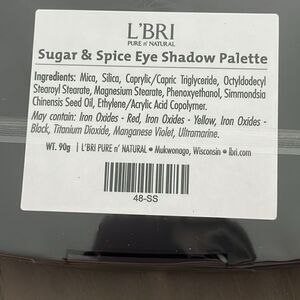 L'BRI
PURE n' NATURAL
Sugar & Spice Eye Shadow Palette
Ingredients: Mica, Silica, Caprylic/Capric Triglyceride, Octyldodecyl
Stearoyl Stearate, Magnesium Stearate, Phenoxyethanol, Simmondsia
Chinensis Seed Oil, Ethylene/Acrylic Acid Copolymer.
May contain: Iron Oxides - Red, Iron Oxides - Yellow, Iron Oxides -
Black, Titanium Dioxide, Manganese Violet, Ultramarine.
WT. 90g | L'BRI PURE n' NATURAL • Mukwonago, Wisconsin • lbri.com
48-SS